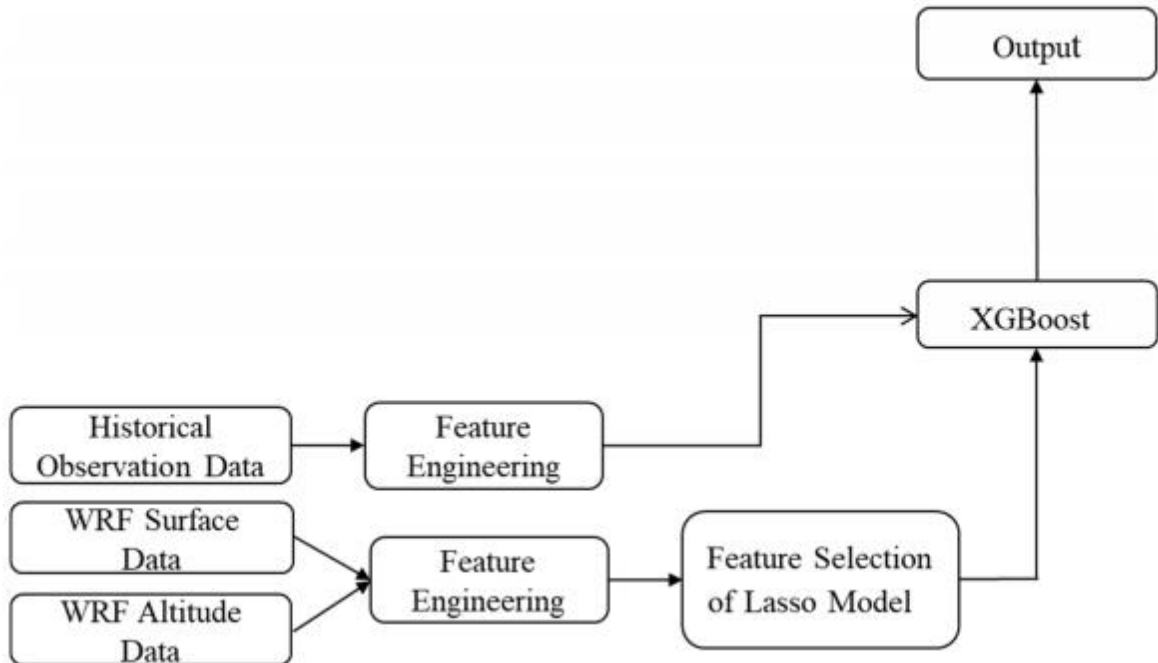 Output
XGBoost
Historical
Observation Data
Feature
Engineering
WRF Surface
Data
WRF Altitude
Data
Feature
Engineering
Feature Selection
of Lasso Model